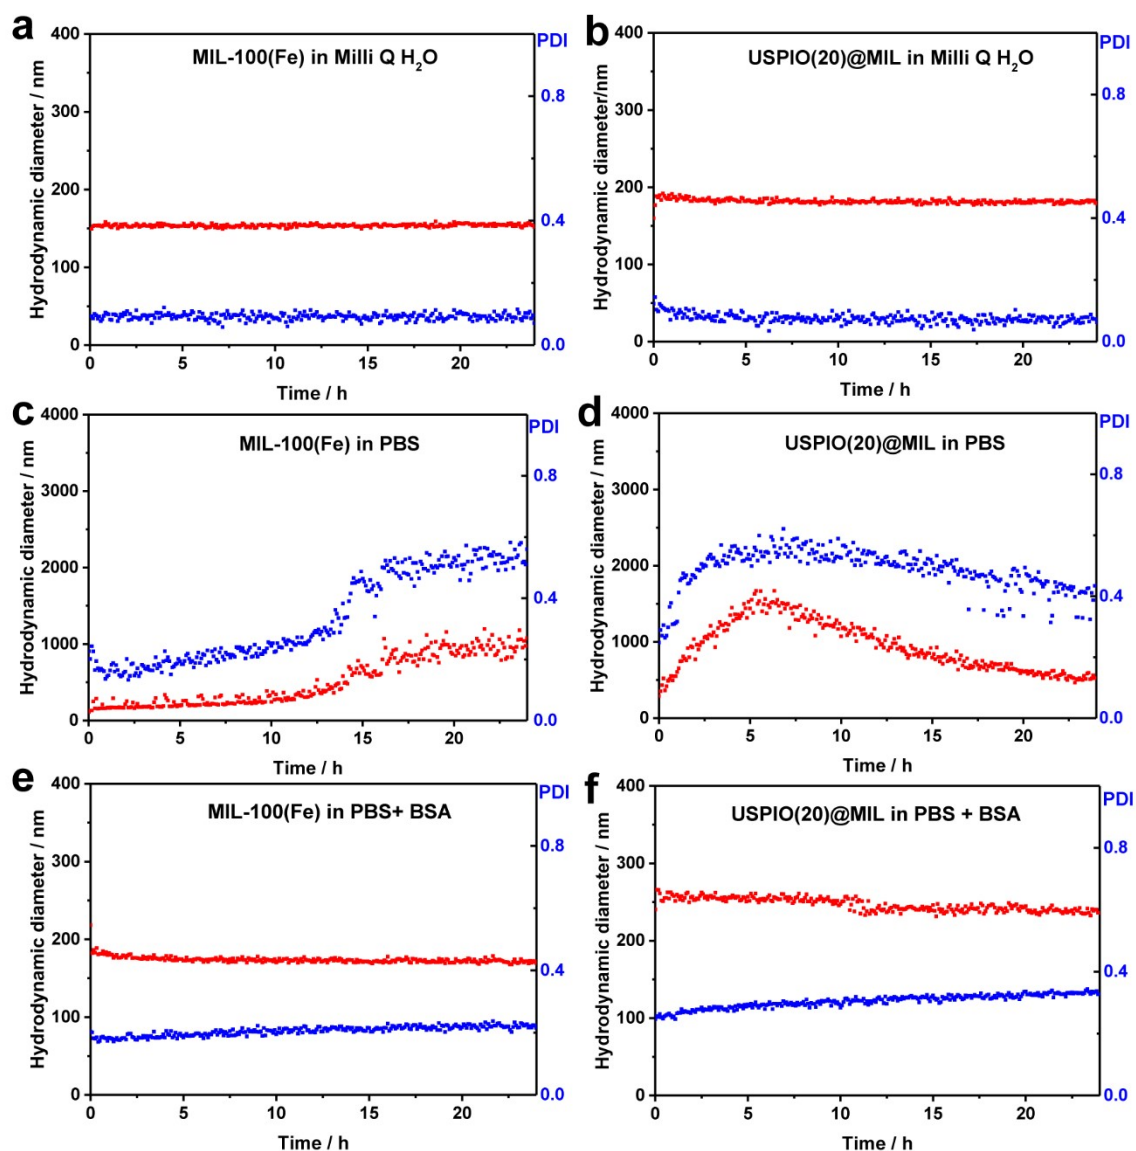 a
MIL-100(Fe) in Milli Q H₂O
PDI
Hydrodynamic diameter / nm
400
300
200
100
0
0.8
0.4
0.0
0 5 10 15 20
Time / h
b
USPIO(20)@MIL in Milli Q H₂O
PDI
Hydrodynamic diameter/nm
400
300
200
100
0
0.8
0.4
0.0
0 5 10 15 20
Time / h
c
MIL-100(Fe) in PBS
PDI
Hydrodynamic diameter / nm
4000
3000
2000
1000
0
0.8
0.4
0.0
0 5 10 15 20
Time / h
d
USPIO(20)@MIL in PBS
PDI
Hydrodynamic diameter / nm
4000
3000
2000
1000
0
0.8
0.4
0.0
0 5 10 15 20
Time / h
e
MIL-100(Fe) in PBS+ BSA
PDI
Hydrodynamic diameter / nm
400
300
200
100
0
0.8
0.4
0.0
0 5 10 15 20
Time / h
f
USPIO(20)@MIL in PBS + BSA
PDI
Hydrodynamic diameter / nm
400
300
200
100
0
0.8
0.4
0.0
0 5 10 15 20
Time / h